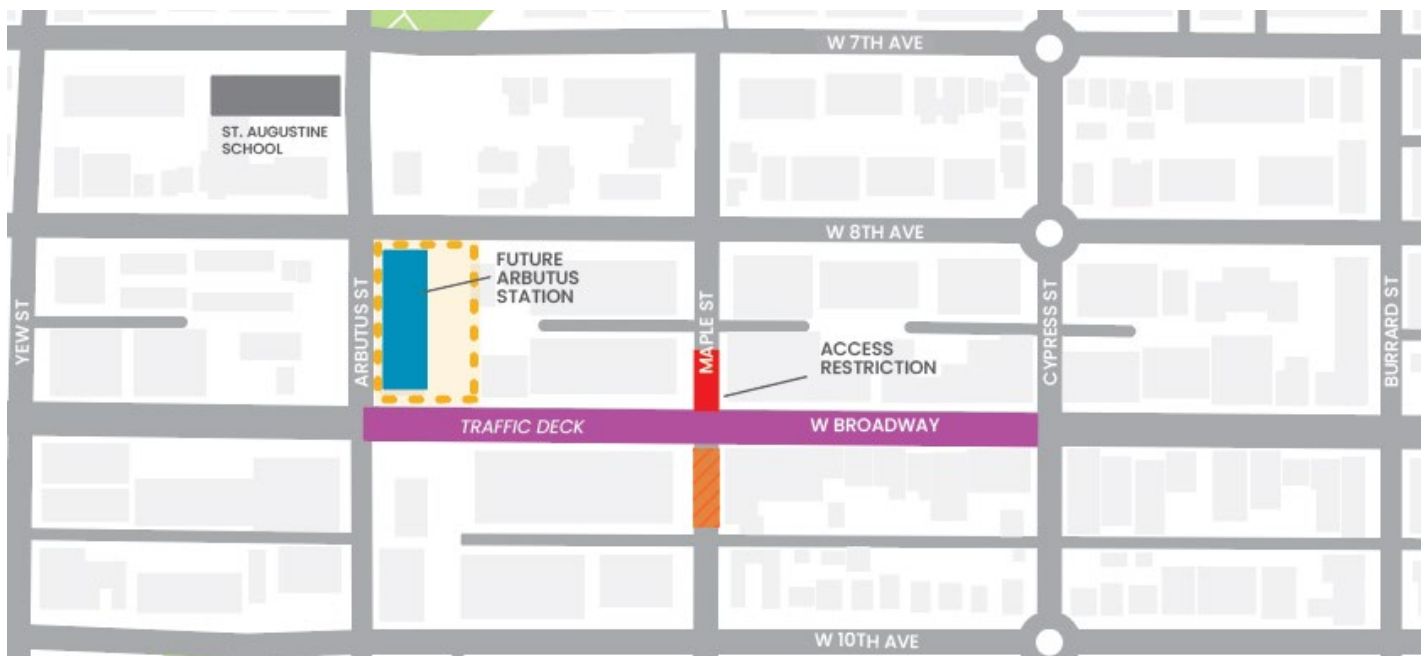 W 7TH AVE
ST. AUGUSTINE
SCHOOL
W 8TH AVE
FUTURE
ARBUTUS
STATION
YEW ST
ARBUTUS ST
MAPLE ST
ACCESS
RESTRICTION
CYPRESS ST
BURRARD ST
TRAFFIC DECK
W BROADWAY
W 10TH AVE